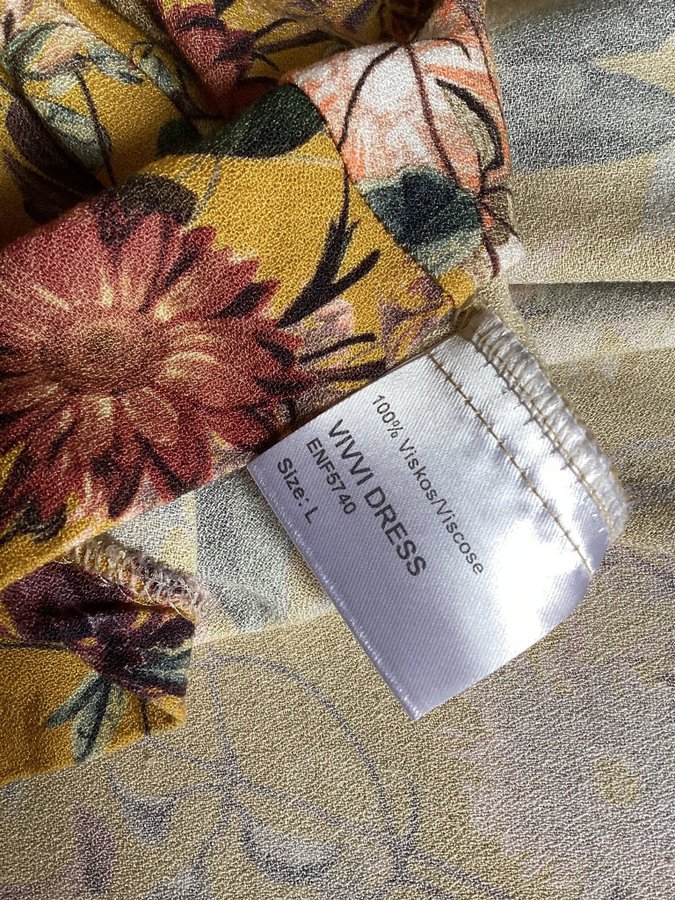 100% Viskos/Viscose
VIVVI DRESS
ENF5740
Size: L